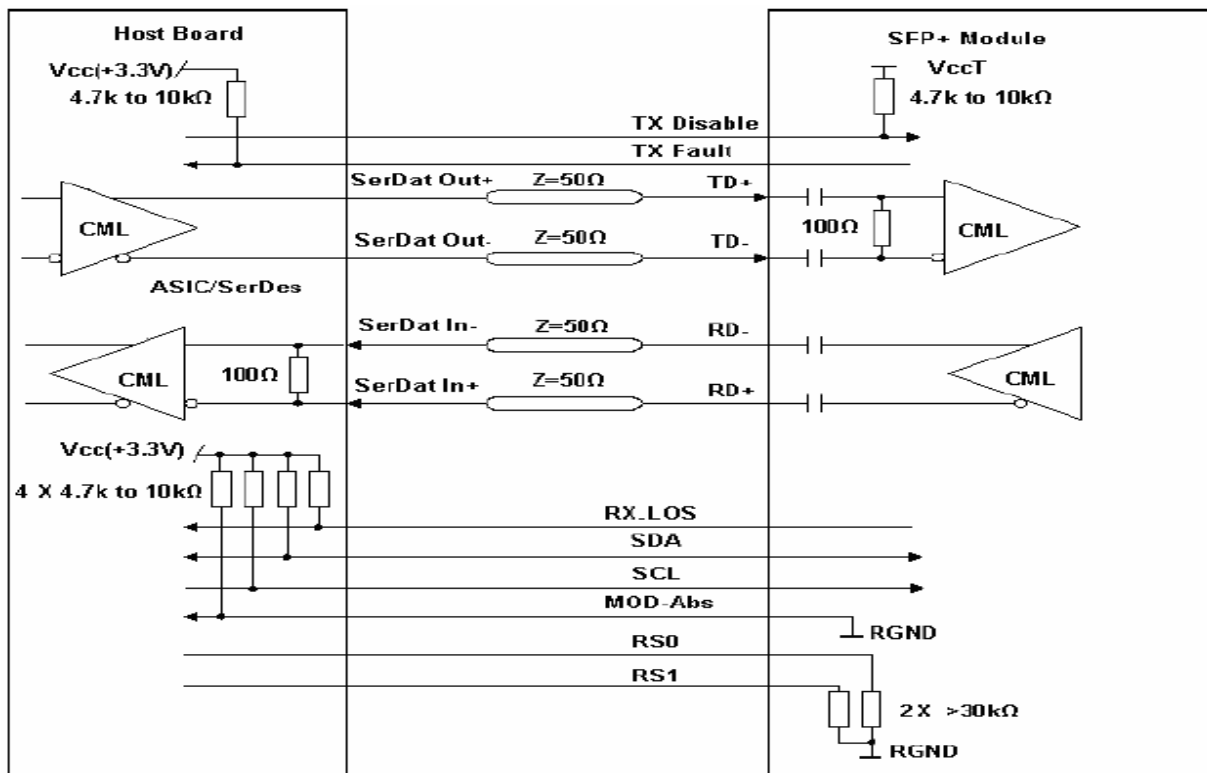 Host Board
SFP+ Module
Vcc(+3.3V)
4.7k to 10kΩ
VccT
4.7k to 10kΩ
TX Disable
TX Fault
SerDat Out+
Z=50Ω
TD+
CML
100Ω
CML
SerDat Out-
Z=50Ω
TD-
ASIC/SerDes
SerDat In-
Z=50Ω
RD-
CML
100Ω
SerDat In+
Z=50Ω
RD+
CML
Vcc(+3.3V)
4 X 4.7k to 10kΩ
RX_LOS
SDA
SCL
MOD-Abs
RGND
RS0
RS1
2X >30kΩ
RGND